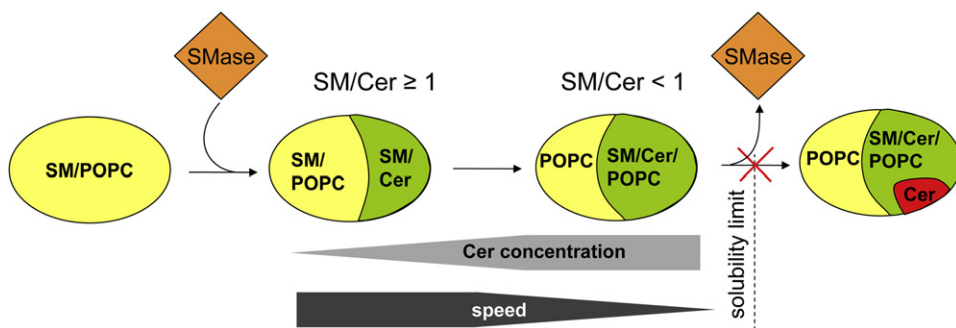 SMase
SMase
SM/Cer ≥ 1
SM/Cer < 1
SM/POPC
SM/
POPC
SM/
Cer
POPC
SM/Cer/
POPC
POPC
SM/Cer/
POPC
Cer
Cer concentration
speed
solubility limit